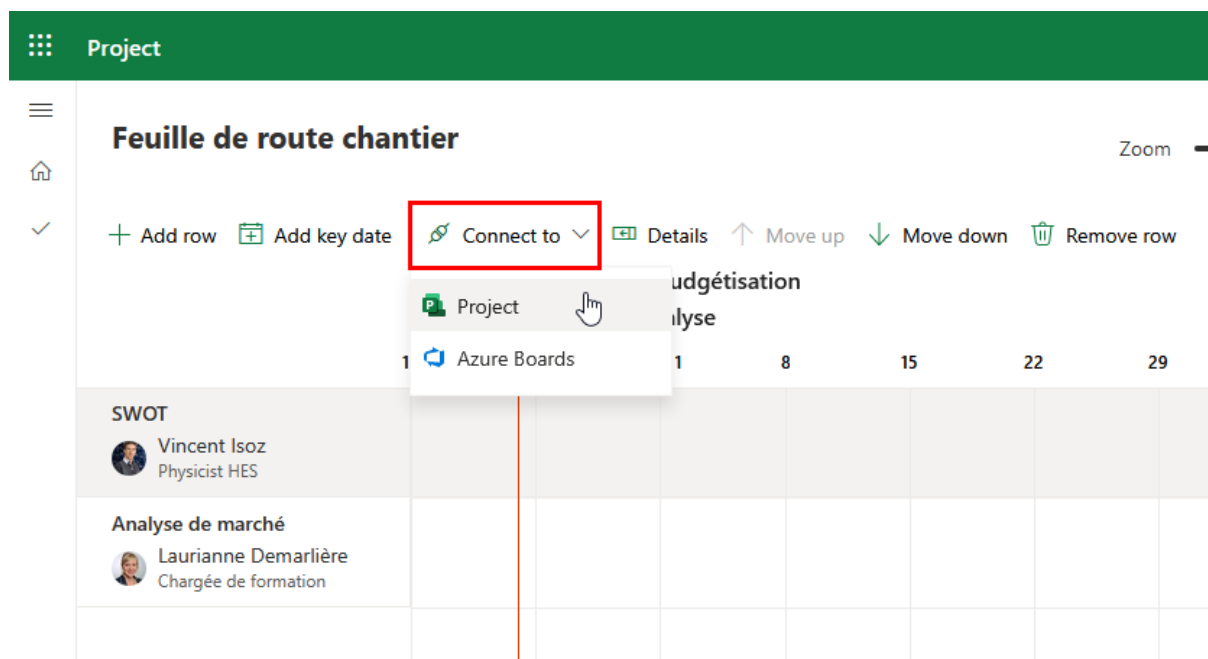 Project
Feuille de route chantier
Zoom
Add row Add key date Connect to Details Move up Move down Remove row
Project
Azure Boards
1 1 8 15 22 29
SWOT
Vincent Isoz
Physicist HES
Analyse de marché
Laurianne Demarlière
Chargée de formation